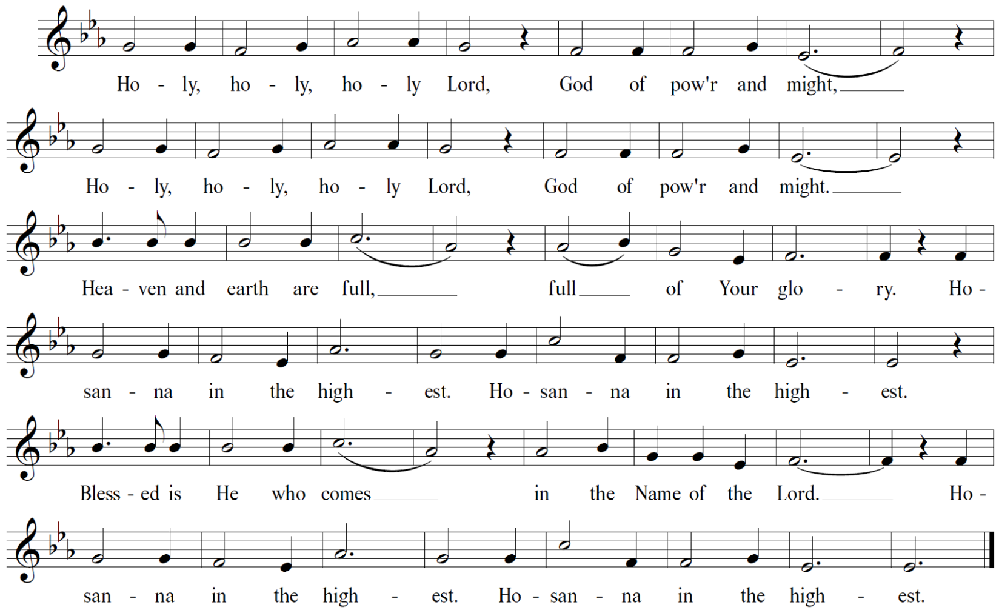 Ho - ly, ho - ly, ho - ly Lord, God of pow'r and might,
Ho - ly, ho - ly, ho - ly Lord, God of pow'r and might.
Hea - ven and earth are full, full of Your glo - ry. Ho -
san - na in the high - est. Ho - san - na in the high - est.
Bless - ed is He who comes in the Name of the Lord. Ho -
san - na in the high - est. Ho - san - na in the high - est.